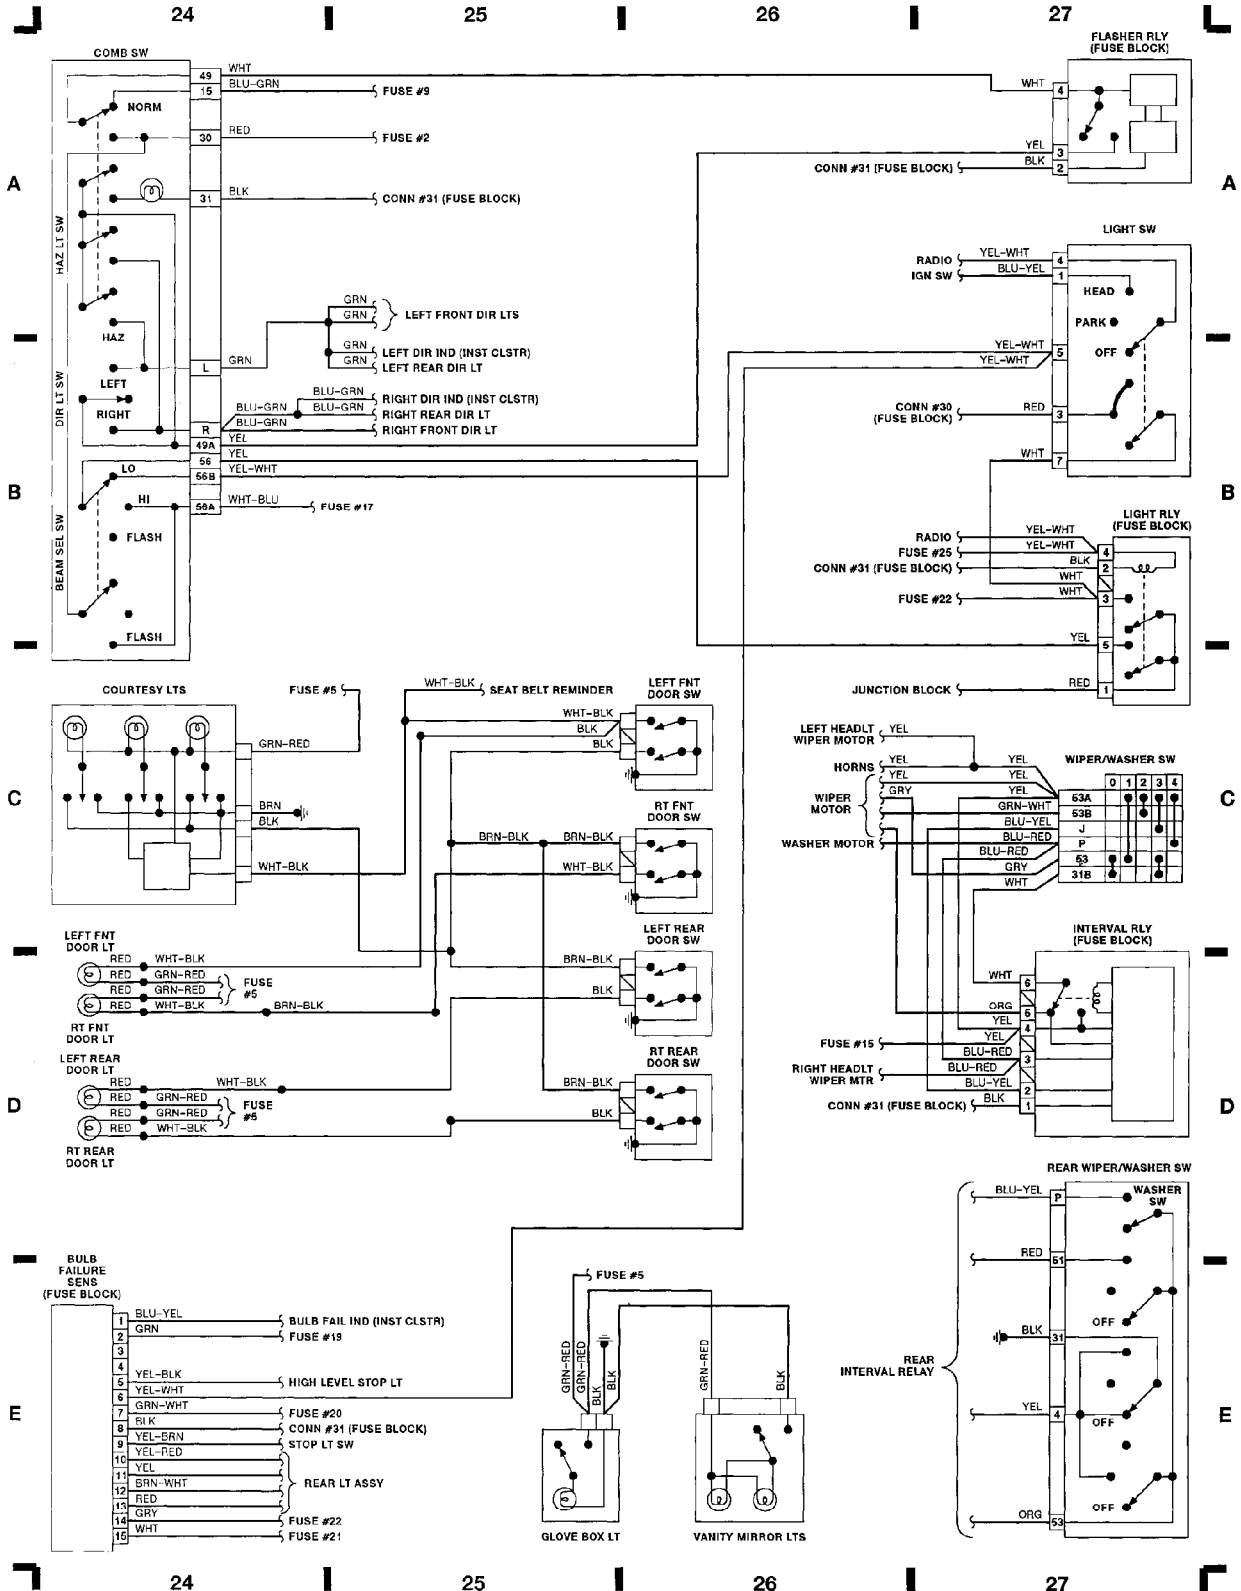 24 25 26 27
A A
B B
C C
D D
E E
COMB SW
49 WHT
15 BLU-GRN FUSE #9
NORM
30 RED FUSE #2
31 BLK CONN #31 (FUSE BLOCK)
HAZ LT SW
HAZ
GRN
GRN LEFT FRONT DIR LTS
GRN LEFT DIR IND (INST CLSTR)
GRN LEFT REAR DIR LT
L GRN
DIR LT SW
LEFT
RIGHT
BLU-GRN RIGHT DIR IND (INST CLSTR)
BLU-GRN BLU-GRN RIGHT REAR DIR LT
R BLU-GRN RIGHT FRONT DIR LT
49A YEL
56 YEL
56B YEL-WHT
LO
HI
56A WHT-BLU FUSE #17
FLASH
BEAM SEL SW
FLASH
FLASHER RLY
(FUSE BLOCK)
WHT 4
YEL 3
CONN #31 (FUSE BLOCK) BLK 2
LIGHT SW
RADIO YEL-WHT 4
IGN SW BLU-YEL 1
HEAD
PARK
OFF
YEL-WHT 5
YEL-WHT
CONN #30
(FUSE BLOCK)
RED 3
WHT 7
LIGHT RLY
(FUSE BLOCK)
RADIO YEL-WHT
FUSE #25 YEL-WHT 4
CONN #31 (FUSE BLOCK) BLK 2
WHT
FUSE #22 WHT 3
YEL 5
JUNCTION BLOCK RED 1
COURTESY LTS
FUSE #5
GRN-RED
BRN
BLK
WHT-BLK
WHT-BLK SEAT BELT REMINDER
LEFT FNT
DOOR SW
WHT-BLK
BLK
BLK
RT FNT
DOOR SW
BRN-BLK BRN-BLK
WHT-BLK
LEFT REAR
DOOR SW
BRN-BLK
BLK
RT REAR
DOOR SW
BRN-BLK
BLK
LEFT FNT
DOOR LT
RED WHT-BLK
RED GRN-RED
RED GRN-RED
RED WHT-BLK BRN-BLK
FUSE
#5
RT FNT
DOOR LT
LEFT REAR
DOOR LT
RED WHT-BLK
RED GRN-RED
RED GRN-RED
RED WHT-BLK
FUSE
#5
RT REAR
DOOR LT
LEFT HEADLT
WIPER MOTOR
YEL
HORNS YEL YEL
YEL YEL
WIPER
MOTOR
GRY YEL
GRN-WHT
BLU-YEL
WASHER MOTOR BLU-RED
BLU-RED
GRY
WHT
WIPER/WASHER SW
0 1 2 3 4
53A
53B
J
P
53
31B
INTERVAL RLY
(FUSE BLOCK)
WHT 6
ORG 5
YEL 4
FUSE #15 YEL
BLU-RED 3
RIGHT HEADLT
WIPER MTR
BLU-RED
BLU-YEL 2
CONN #31 (FUSE BLOCK) BLK 1
REAR WIPER/WASHER SW
BLU-YEL P
WASHER
SW
RED 51
OFF
BLK 31
REAR
INTERVAL RELAY
YEL 4
OFF
OFF
ORG 53
BULB
FAILURE
SENS
(FUSE BLOCK)
1 BLU-YEL BULB FAIL IND (INST CLSTR)
2 GRN FUSE #19
3
4
5 YEL-BLK HIGH LEVEL STOP LT
6 YEL-WHT
7 GRN-WHT FUSE #20
8 BLK CONN #31 (FUSE BLOCK)
9 YEL-BRN STOP LT SW
10 YEL-RED
11 YEL
12 BRN-WHT
13 RED
REAR LT ASSY
14 GRY FUSE #22
15 WHT FUSE #21
FUSE #5
GRN-RED
GRN-RED
BLK
BLK
GRN-RED
BLK
GLOVE BOX LT
VANITY MIRROR LTS
24 25 26 27